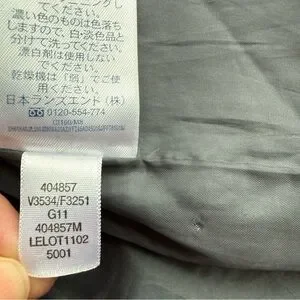 てください。
濃い色のものは色落ち
しますので、白・淡色品と
分けて洗ってください。
漂白剤は使用しない
でください。
乾燥機は「弱」でご使
用ください。
日本ランズエンド(株)
0120-554-774
404857
V3534/F3251
G11
404857M
LELOT1102
5001